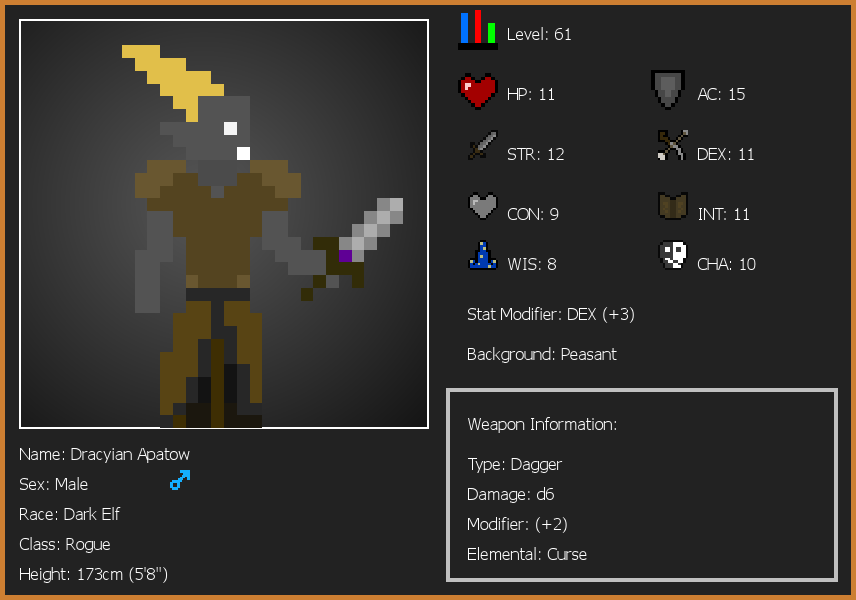 Level: 61
HP: 11
AC: 15
STR: 12
DEX: 11
CON: 9
INT: 11
WIS: 8
CHA: 10
Stat Modifier: DEX (+3)
Background: Peasant
Weapon Information:
Type: Dagger
Damage: d6
Modifier: (+2)
Elemental: Curse
Name: Dracyian Apatow
Sex: Male
Race: Dark Elf
Class: Rogue
Height: 173cm (5'8")